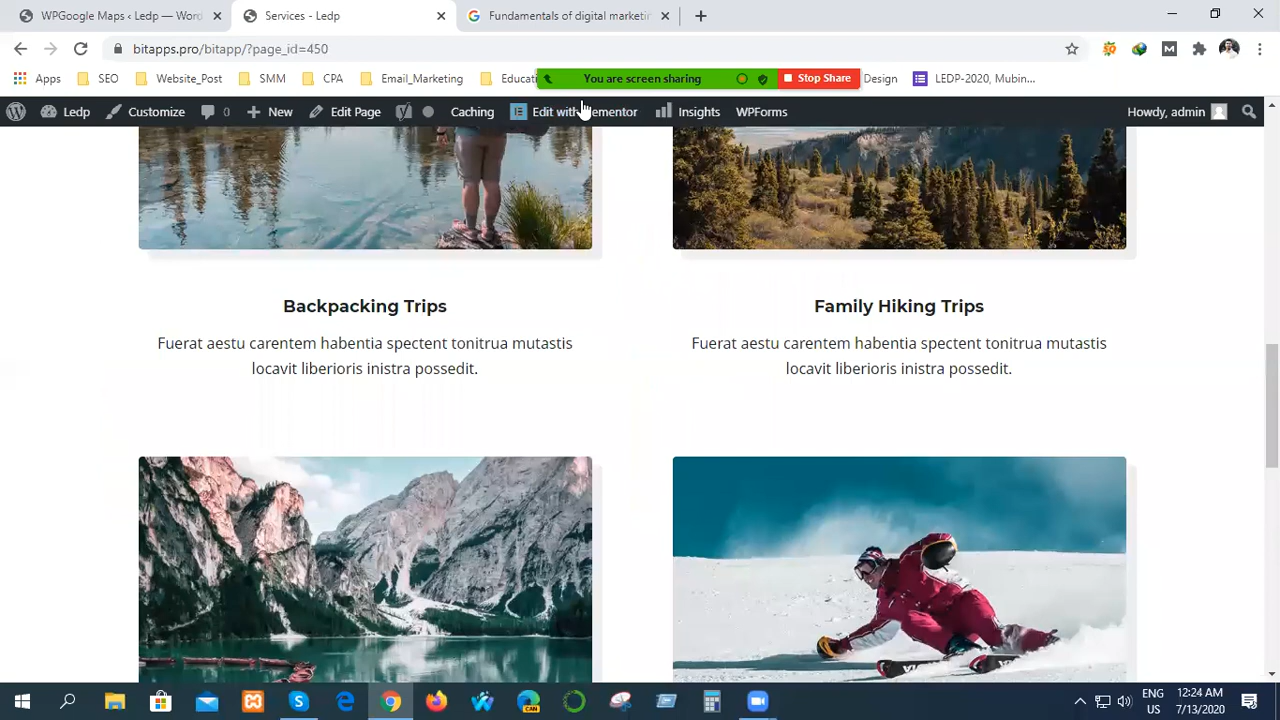 WPGoogle Maps ‹ Ledp — Word
Services - Ledp
Fundamentals of digital marketin
bitapps.pro/bitapp/?page_id=450
Apps
SEO
Website_Post
SMM
CPA
Email_Marketing
Educati
You are screen sharing
Stop Share
Design
LEDP-2020, Mubin...
Ledp
Customize
0
New
Edit Page
Caching
Edit with Elementor
Insights
WPForms
Howdy, admin
Backpacking Trips
Fuerat aestu carentem habentia spectent tonitrua mutastis
locavit liberioris inistra possedit.
Family Hiking Trips
Fuerat aestu carentem habentia spectent tonitrua mutastis
locavit liberioris inistra possedit.
ENG
US
12:24 AM
7/13/2020